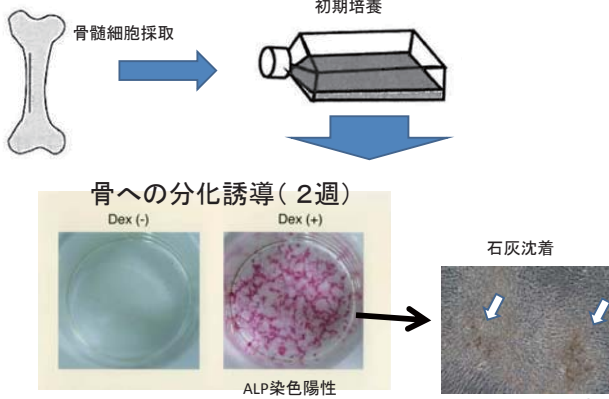 初期培養
骨髄細胞採取
骨への分化誘導(２週)
Dex (-)
Dex (+)
石灰沈着
ALP染色陽性